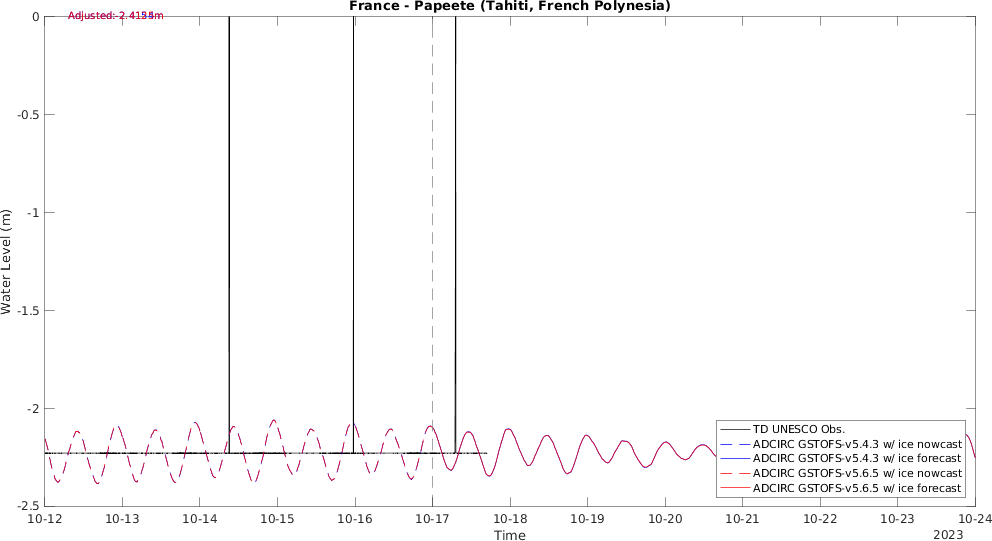 France - Papeete (Tahiti, French Polynesia)
Adjusted:
0
-0.5
-1
-1.5
-2
-2.5
Water Level (m)
TD UNESCO Obs.
ADCIRC GSTOFS-v5.4.3 w/ ice nowcast
ADCIRC GSTOFS-v5.4.3 w/ ice forecast
ADCIRC GSTOFS-v5.6.5 w/ ice nowcast
ADCIRC GSTOFS-v5.6.5 w/ ice forecast
10-12 10-13 10-14 10-15 10-16 10-17 10-18 10-19 10-20 10-21 10-22 10-23 10-24
Time
2023